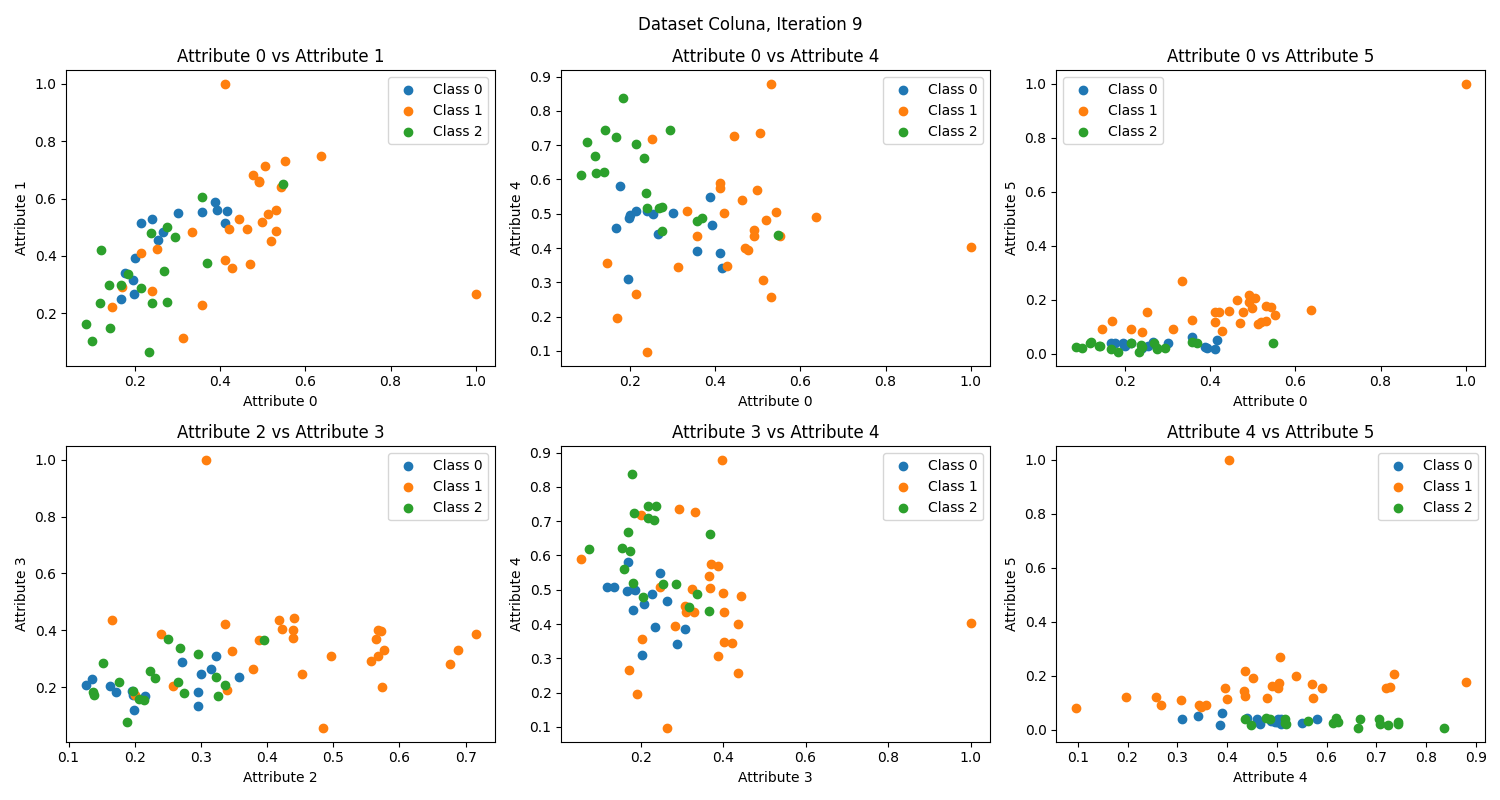 Dataset Coluna, Iteration 9
Attribute 0 vs Attribute 1
Class 0
Class 1
Class 2
1.0
0.8
0.6
0.4
0.2
Attribute 1
0.2
0.4
0.6
0.8
1.0
Attribute 0
Attribute 0 vs Attribute 4
Class 0
Class 1
Class 2
0.9
0.8
0.7
0.6
0.5
0.4
0.3
0.2
0.1
Attribute 4
0.2
0.4
0.6
0.8
1.0
Attribute 0
Attribute 0 vs Attribute 5
Class 0
Class 1
Class 2
1.0
0.8
0.6
0.4
0.2
0.0
Attribute 5
0.2
0.4
0.6
0.8
1.0
Attribute 0
Attribute 2 vs Attribute 3
Class 0
Class 1
Class 2
1.0
0.8
0.6
0.4
0.2
Attribute 3
0.1
0.2
0.3
0.4
0.5
0.6
0.7
Attribute 2
Attribute 3 vs Attribute 4
Class 0
Class 1
Class 2
0.9
0.8
0.7
0.6
0.5
0.4
0.3
0.2
0.1
Attribute 4
0.2
0.4
0.6
0.8
1.0
Attribute 3
Attribute 4 vs Attribute 5
Class 0
Class 1
Class 2
1.0
0.8
0.6
0.4
0.2
0.0
Attribute 5
0.1
0.2
0.3
0.4
0.5
0.6
0.7
0.8
0.9
Attribute 4